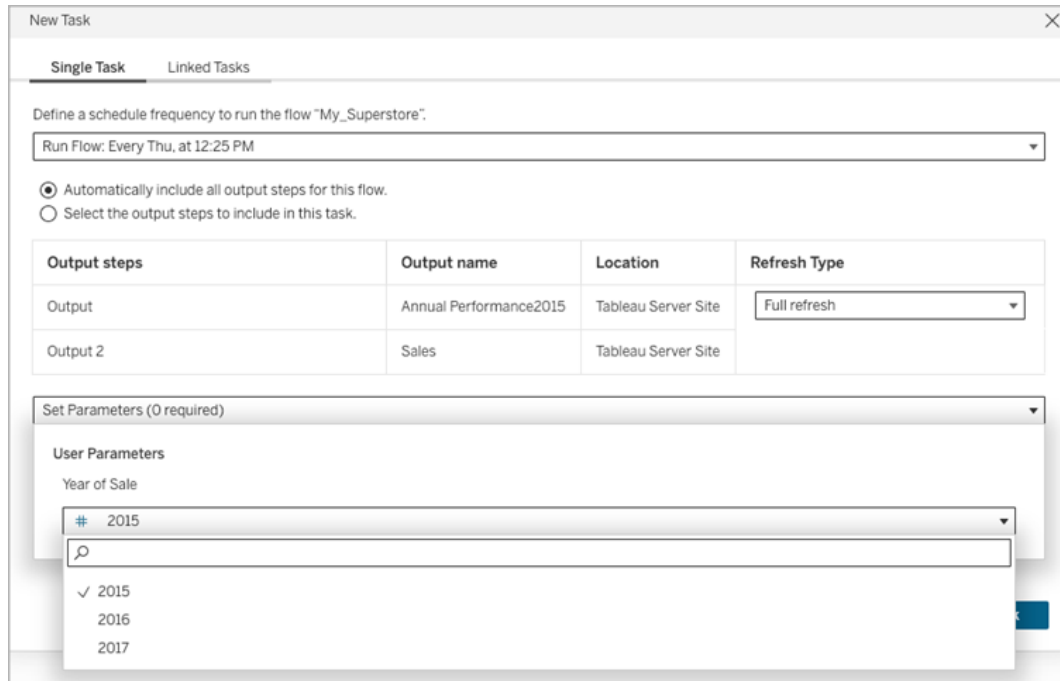 New Task
Single Task Linked Tasks
Define a schedule frequency to run the flow "My_Superstore".
Run Flow: Every Thu, at 12:25 PM
Automatically include all output steps for this flow.
Select the output steps to include in this task.
Output steps Output name Location Refresh Type
Output Annual Performance2015 Tableau Server Site Full refresh
Output 2 Sales Tableau Server Site
Set Parameters (0 required)
User Parameters
Year of Sale
# 2015
2015
2016
2017